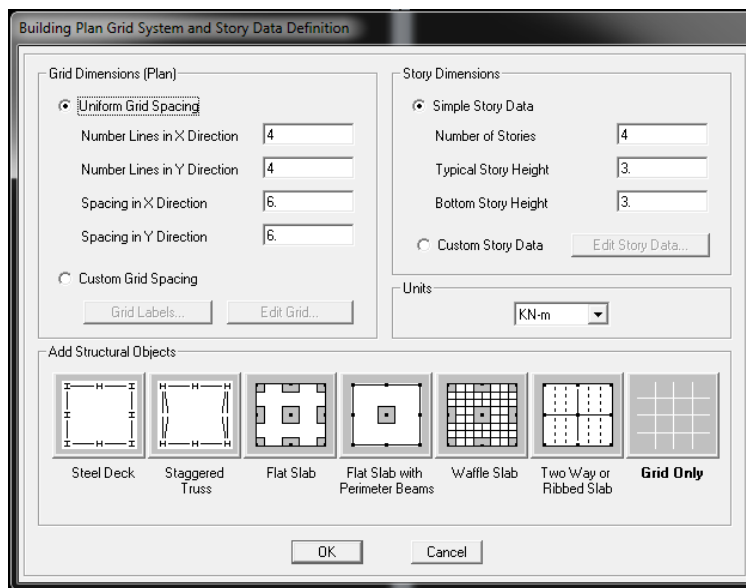 Building Plan Grid System and Story Data Definition
Grid Dimensions (Plan)
Uniform Grid Spacing
Number Lines in X Direction 4
Number Lines in Y Direction 4
Spacing in X Direction 6.
Spacing in Y Direction 6.
Custom Grid Spacing
Grid Labels... Edit Grid...
Story Dimensions
Simple Story Data
Number of Stories 4
Typical Story Height 3.
Bottom Story Height 3.
Custom Story Data Edit Story Data...
Units
KN-m
Add Structural Objects
Steel Deck
Staggered
Truss
Flat Slab
Flat Slab with
Perimeter Beams
Waffle Slab
Two Way or
Ribbed Slab
Grid Only
OK Cancel